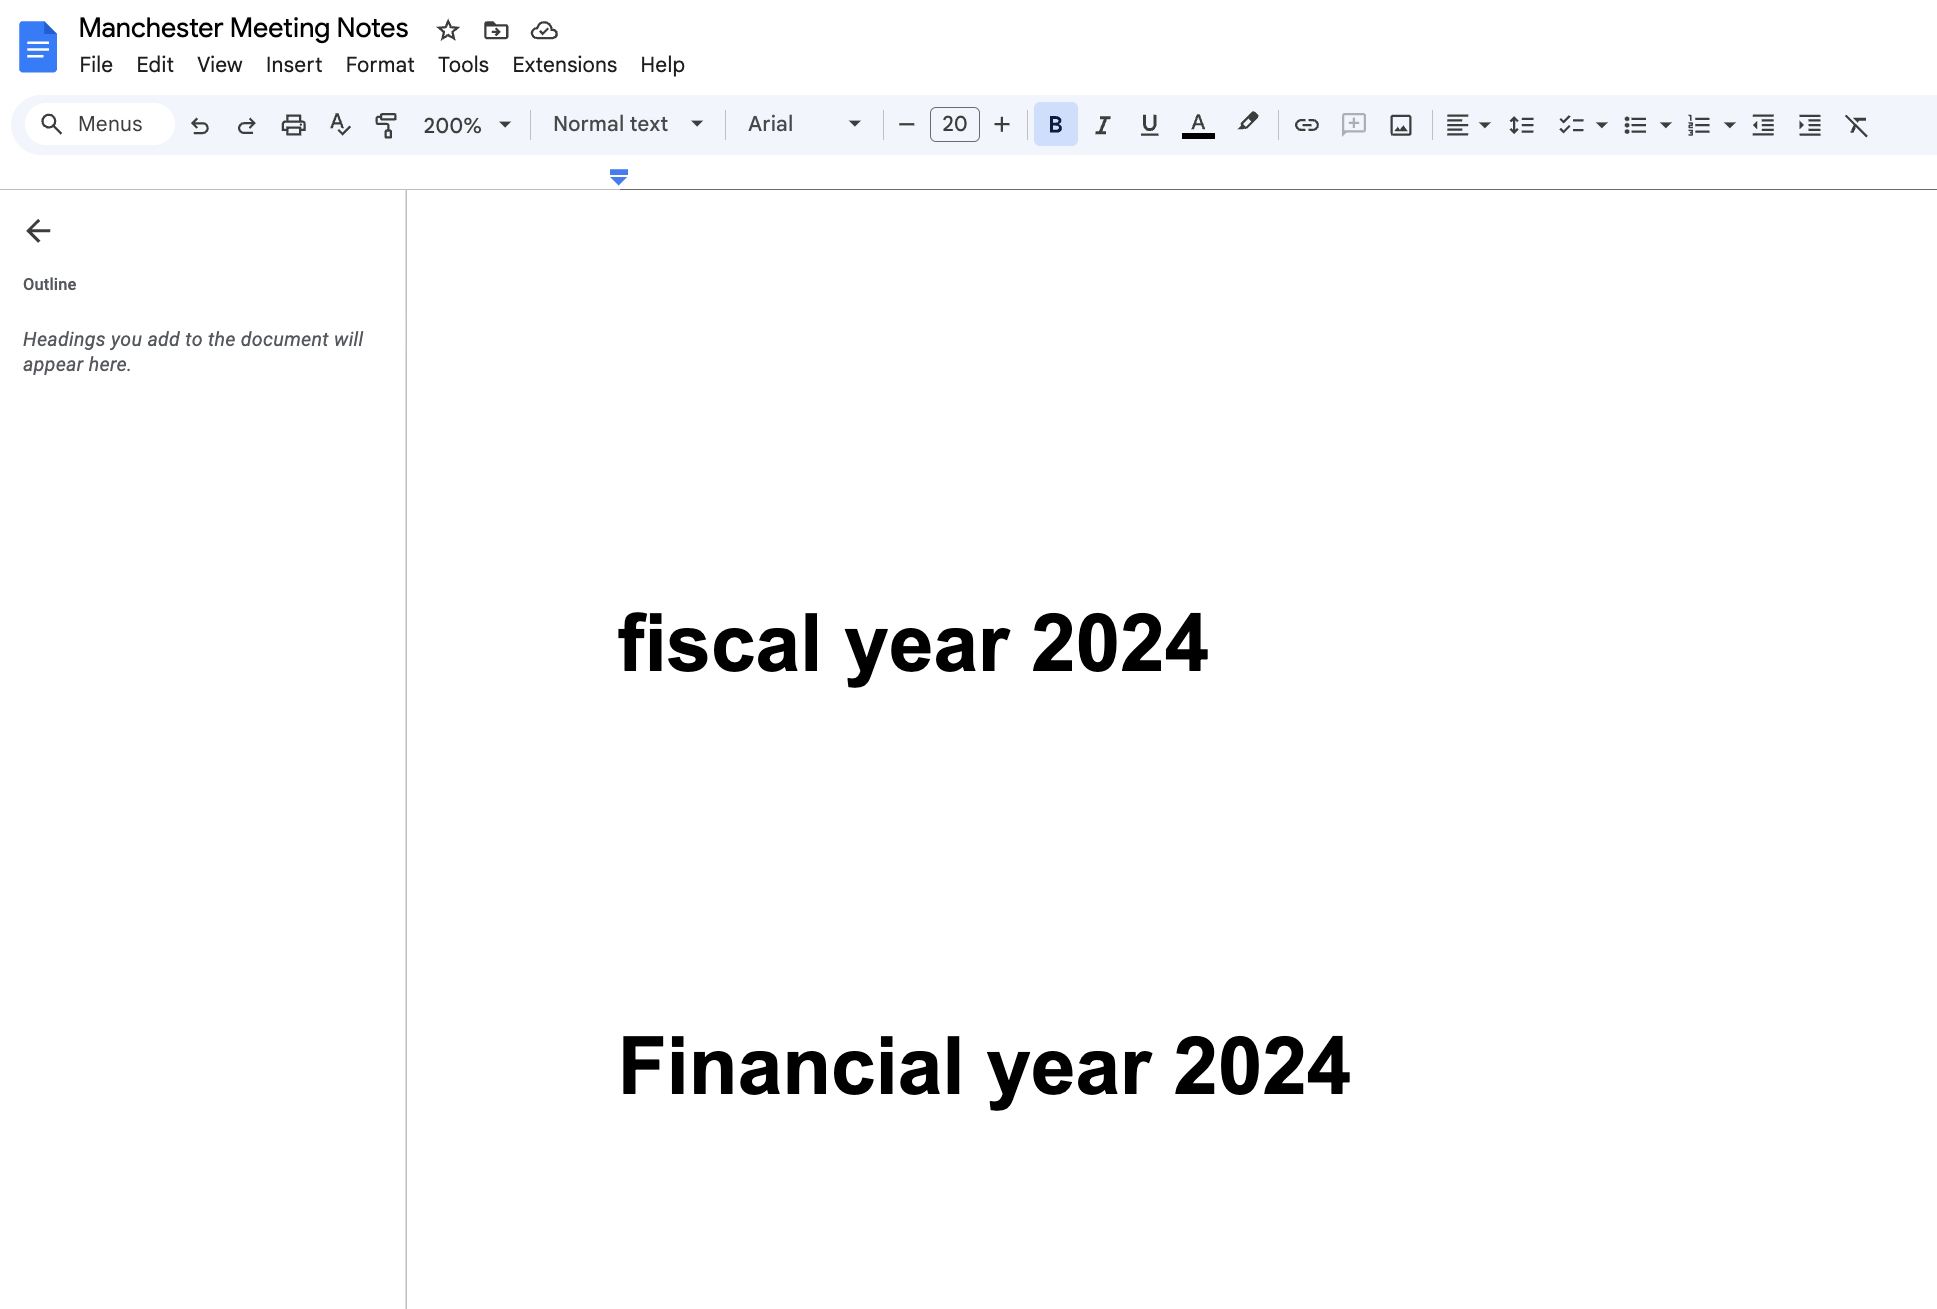 Manchester Meeting Notes
File Edit View Insert Format Tools Extensions Help
Menus 200% Normal text Arial 20 B I U A
Outline
Headings you add to the document will
appear here.
fiscal year 2024
Financial year 2024